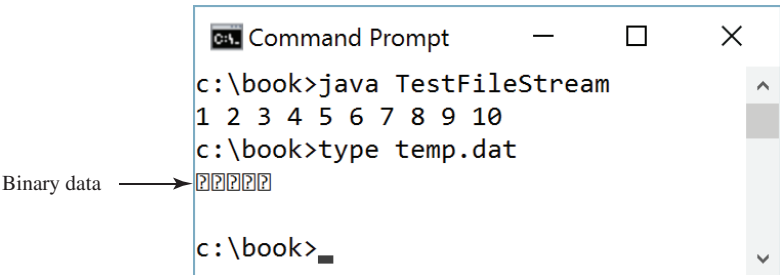 Command Prompt
c:\book>java TestFileStream
1 2 3 4 5 6 7 8 9 10
c:\book>type temp.dat
Binary data
⍰⍰⍰⍰⍰
c:\book>